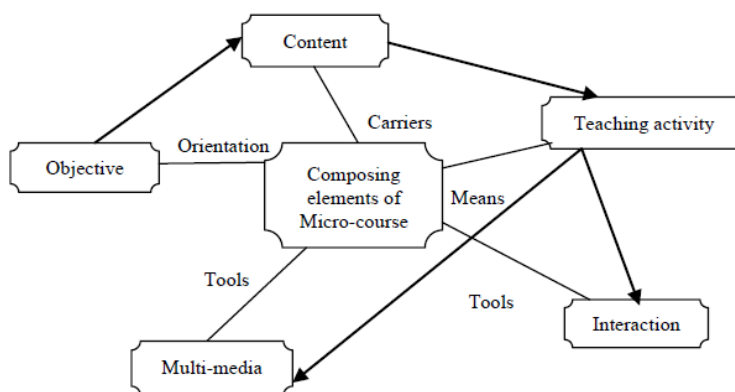 Content
Carriers
Teaching activity
Orientation
Objective
Composing
elements of
Micro-course
Means
Tools
Tools
Interaction
Multi-media